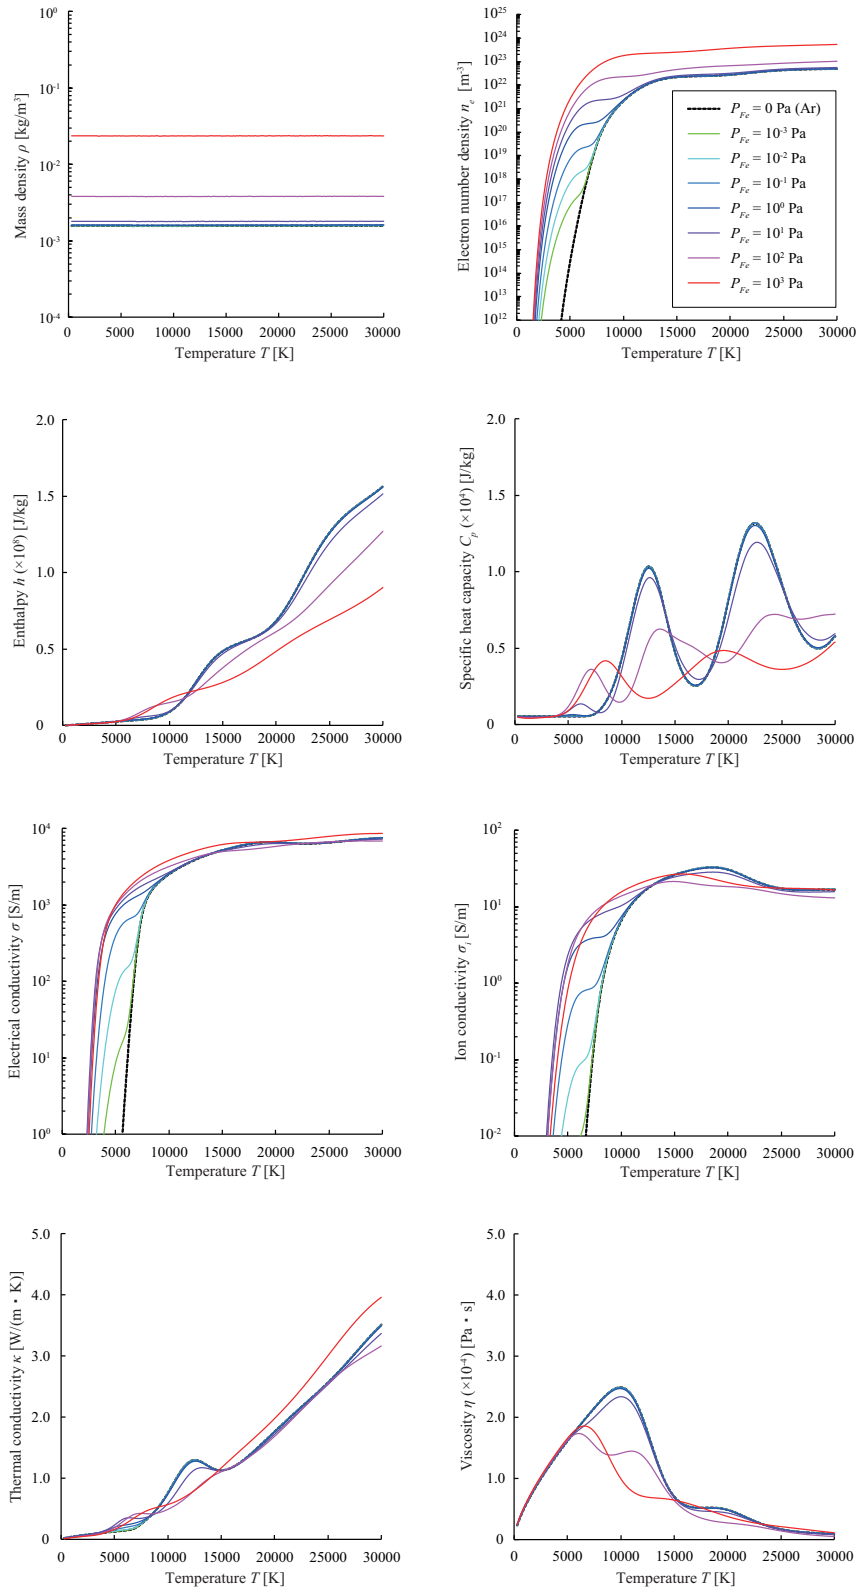 10⁰
10⁻¹
10⁻²
10⁻³
10⁻⁴
Mass density ρ [kg/m³]
0 5000 10000 15000 20000 25000 30000
Temperature T [K]
10²⁵
10²⁴
10²³
10²²
10²¹
10²⁰
10¹⁹
10¹⁸
10¹⁷
10¹⁶
10¹⁵
10¹⁴
10¹³
10¹²
Electron number density nₑ [m⁻³]
P_Fe = 0 Pa (Ar)
P_Fe = 10⁻³ Pa
P_Fe = 10⁻² Pa
P_Fe = 10⁻¹ Pa
P_Fe = 10⁰ Pa
P_Fe = 10¹ Pa
P_Fe = 10² Pa
P_Fe = 10³ Pa
0 5000 10000 15000 20000 25000 30000
Temperature T [K]
2.0
1.5
1.0
0.5
0
Enthalpy h (×10⁸) [J/kg]
0 5000 10000 15000 20000 25000 30000
Temperature T [K]
2.0
1.5
1.0
0.5
0
Specific heat capacity Cₚ (×10⁴) [J/kg]
0 5000 10000 15000 20000 25000 30000
Temperature T [K]
10⁴
10³
10²
10¹
10⁰
Electrical conductivity σ [S/m]
0 5000 10000 15000 20000 25000 30000
Temperature T [K]
10²
10¹
10⁰
10⁻¹
10⁻²
Ion conductivity σᵢ [S/m]
0 5000 10000 15000 20000 25000 30000
Temperature T [K]
5.0
4.0
3.0
2.0
1.0
0
Thermal conductivity κ [W/(m・K)]
0 5000 10000 15000 20000 25000 30000
Temperature T [K]
5.0
4.0
3.0
2.0
1.0
0
Viscosity η (×10⁻⁴) [Pa・s]
0 5000 10000 15000 20000 25000 30000
Temperature T [K]